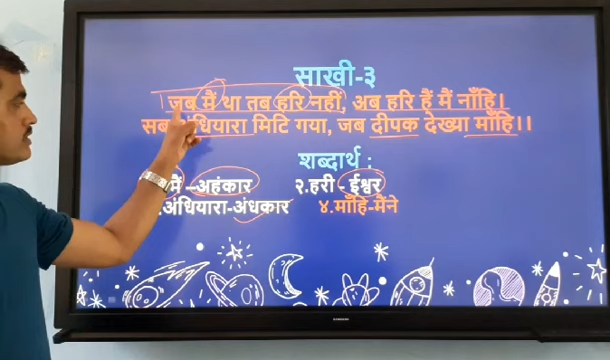 साखी-३
जब मैं था तब हरि नहीं, अब हरि हैं मैं नाँहि।
सब अंधियारा मिटि गया, जब दीपक देख्या माँहि।।
शब्दार्थ :
मैं –अहंकार २.हरी - ईश्वर
.अंधियारा-अंधकार ४.माँहि-मैंने